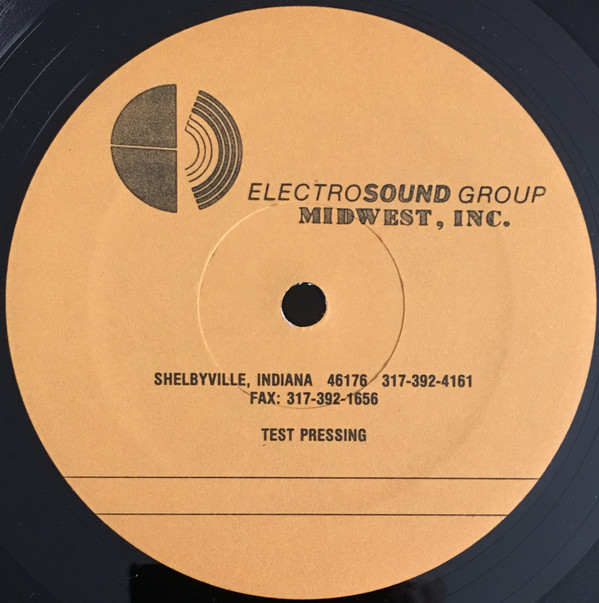 ELECTROSOUND GROUP
MIDWEST, INC.
SHELBYVILLE, INDIANA 46176 317-392-4161
FAX: 317-392-1656
TEST PRESSING